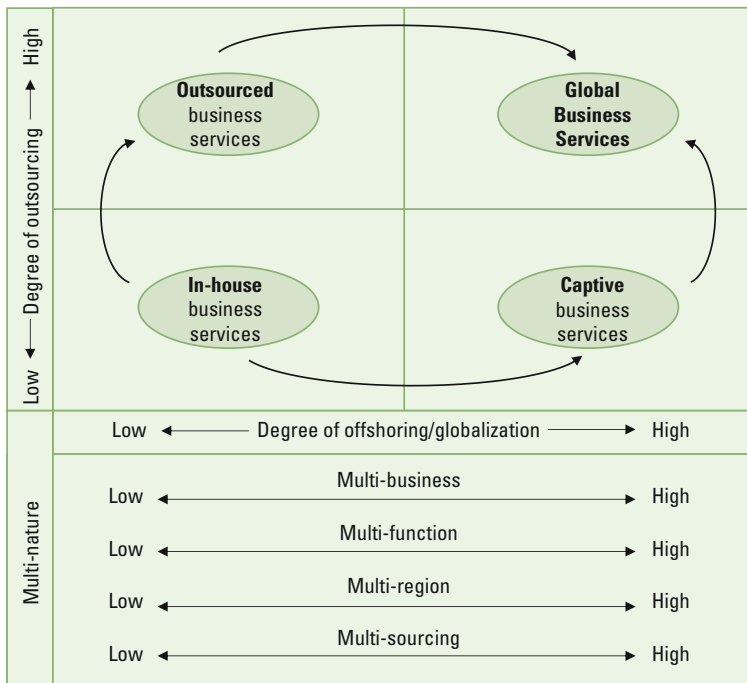 High
Degree of outsourcing
Low
Outsourced
business
services
Global
Business
Services
In-house
business
services
Captive
business
services
Low Degree of offshoring/globalization High
Multi-nature
Multi-business
Low High
Multi-function
Low High
Multi-region
Low High
Multi-sourcing
Low High